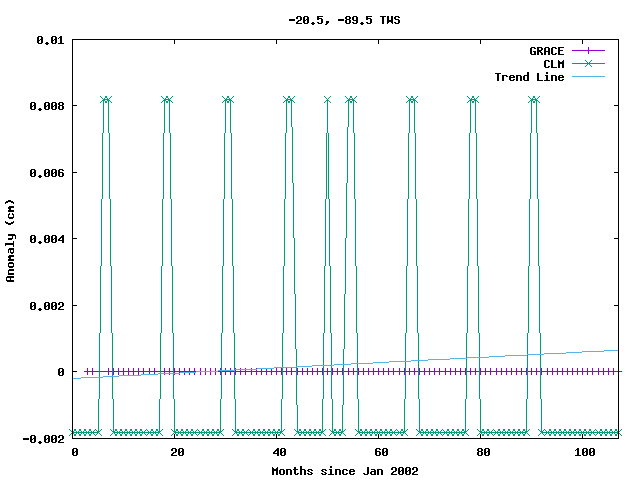 -20.5, -89.5 TWS
GRACE
CLM
Trend Line
0.01
0.008
0.006
0.004
0.002
0
-0.002
Anomaly (cm)
0 20 40 60 80 100
Months since Jan 2002